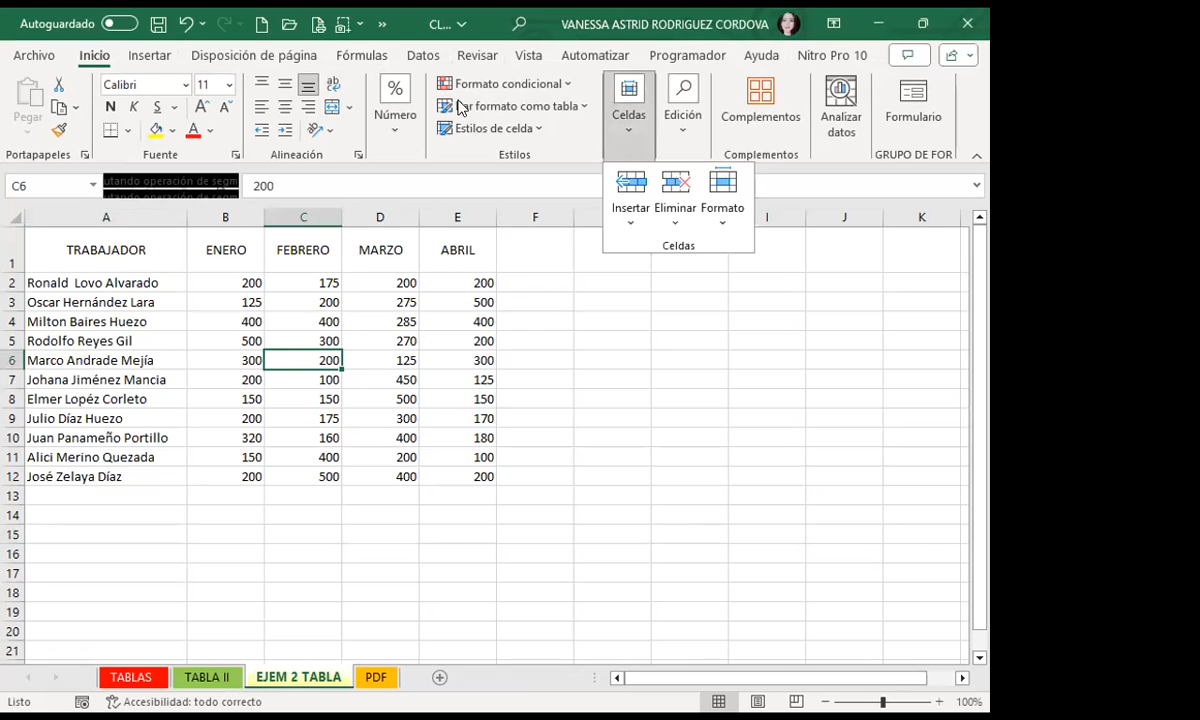 Autoguardado
CL...
VANESSA ASTRID RODRIGUEZ CORDOVA
Archivo Inicio Insertar Disposición de página Fórmulas Datos Revisar Vista Automatizar Programador Ayuda Nitro Pro 10
Pegar
Calibri 11
N K S
A A
Número
Formato condicional
formato como tabla
Estilos de celda
Celdas
Edición
Complementos
Analizar
datos
Formulario
Portapapeles Fuente Alineación Estilos Complementos GRUPO DE FOR
Insertar Eliminar Formato
Celdas
C6
utando operación de segm
200
A B C D E F I J K
1 TRABAJADOR ENERO FEBRERO MARZO ABRIL
2 Ronald  Lovo Alvarado 200 175 200 200
3 Oscar Hernández Lara 125 200 275 500
4 Milton Baires Huezo 400 400 285 400
5 Rodolfo Reyes Gil 500 300 270 200
6 Marco Andrade Mejía 300 200 125 300
7 Johana Jiménez Mancia 200 100 450 125
8 Elmer Lopéz Corleto 150 150 500 150
9 Julio Díaz Huezo 200 175 300 170
10 Juan Panameño Portillo 320 160 400 180
11 Alici Merino Quezada 150 400 200 100
12 José Zelaya Díaz 200 500 400 200
13
14
15
16
17
18
19
20
21
TABLAS TABLA II EJEM 2 TABLA PDF
Listo Accesibilidad: todo correcto 100%